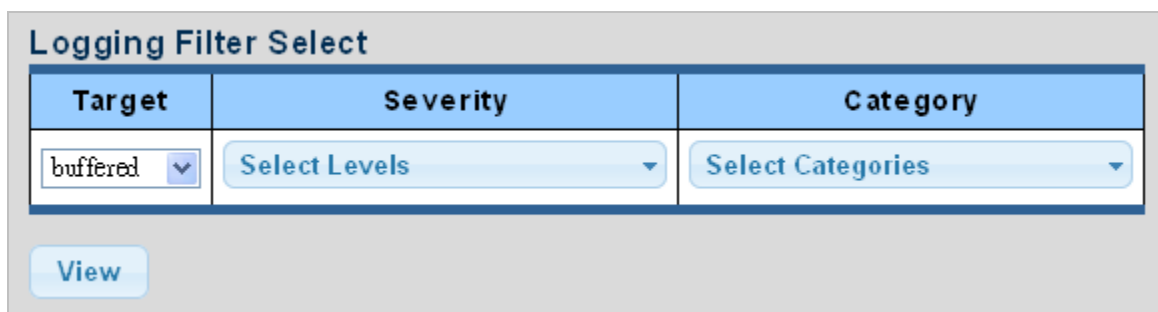 Logging Filter Select
Target Severity Category
buffered Select Levels Select Categories
View